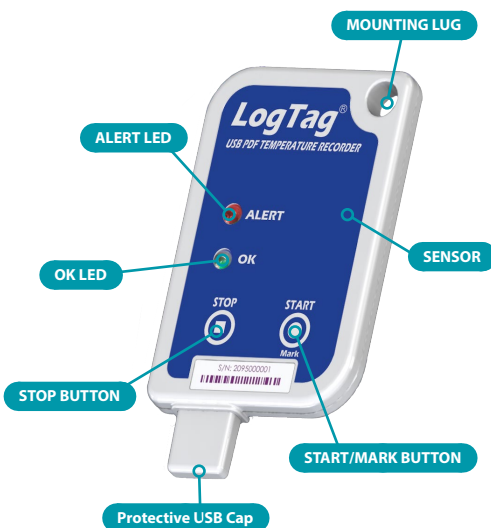 MOUNTING LUG
LogTag®
USB PDF TEMPERATURE RECORDER
ALERT LED
ALERT
SENSOR
OK LED
OK
STOP
START
Mark
S/N: 2095000001
STOP BUTTON
START/MARK BUTTON
Protective USB Cap